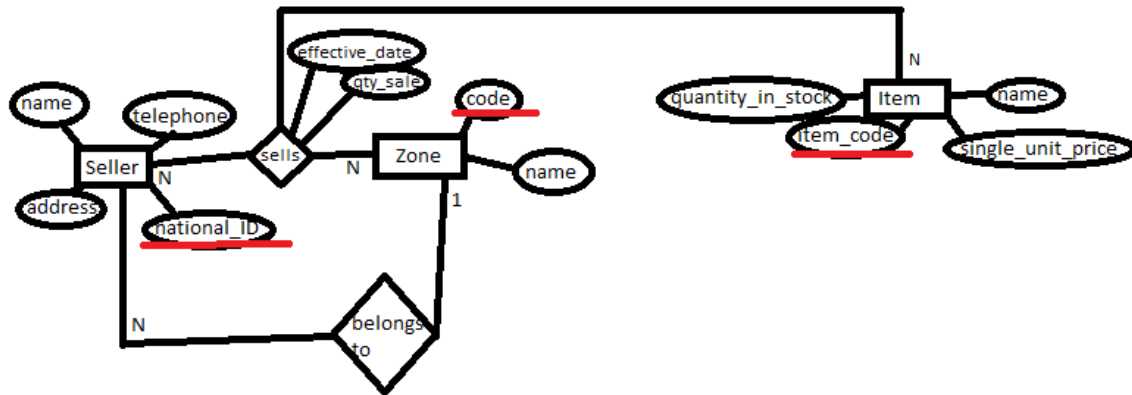 effective_date
qty_sale
N
name
telephone
code
quantity_in_stock
Item
name
Seller
sells
Zone
item_code
N
N
single_unit_price
name
address
1
national_ID
N
belongs
to